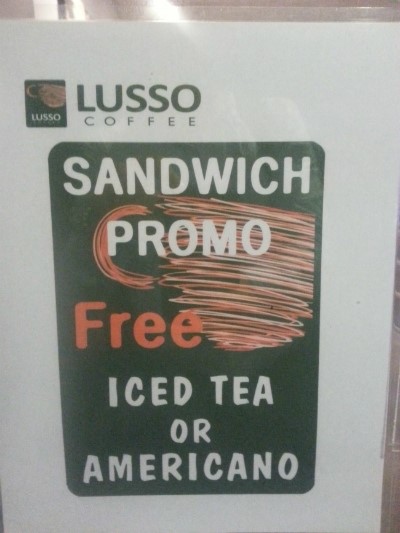 LUSSO
LUSSO
COFFEE
SANDWICH
PROMO
Free
ICED TEA
OR
AMERICANO